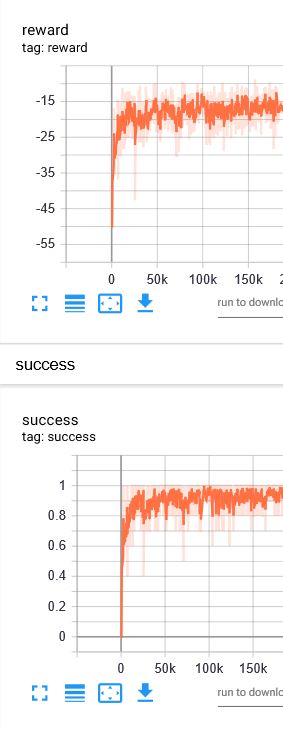 reward
tag: reward
-15
-25
-35
-45
-55
0 50k 100k 150k 2
run to downlo
success
success
tag: success
1
0.8
0.6
0.4
0.2
0
0 50k 100k 150k
run to downlo